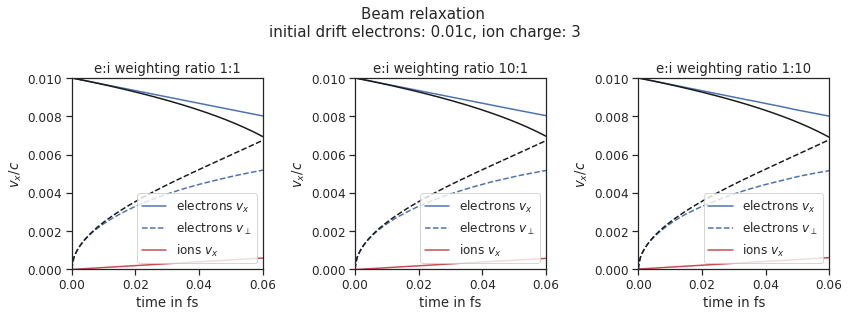 Beam relaxation
initial drift electrons: 0.01c, ion charge: 3
e:i weighting ratio 1:1
0.010
0.008
0.006
0.004
0.002
0.000
v_x/c
electrons v_x
electrons v_⊥
ions v_x
0.00 0.02 0.04 0.06
time in fs
e:i weighting ratio 10:1
0.010
0.008
0.006
0.004
0.002
0.000
v_x/c
electrons v_x
electrons v_⊥
ions v_x
0.00 0.02 0.04 0.06
time in fs
e:i weighting ratio 1:10
0.010
0.008
0.006
0.004
0.002
0.000
v_x/c
electrons v_x
electrons v_⊥
ions v_x
0.00 0.02 0.04 0.06
time in fs